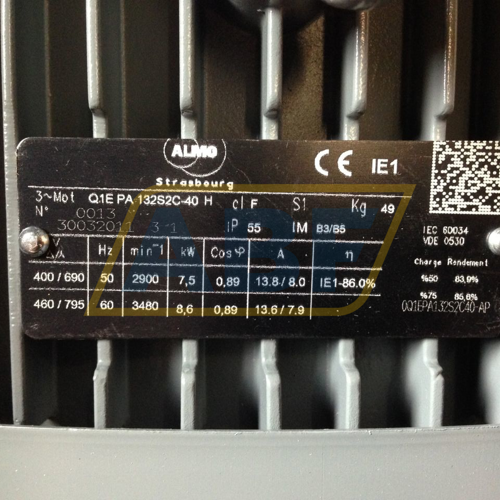 ALMO
CE IE1
Strasbourg
3~Mot Q1E PA 132S2C-40 H cl F S1 Kg 49
N° 0013
30032011 3-1 IP 55 IM B3/B5
IEC 60034
VDE 0530
Hz min⁻¹ kW Cosφ A η
Charge Rendement
400 / 690 50 2900 7,5 0,89 13.8 / 8.0 IE1-86.0%
%50 83,9%
460 / 795 60 3480 8,6 0,89 13.6 / 7.9
%75 85,6%
0Q1EPA132S2C40-AP